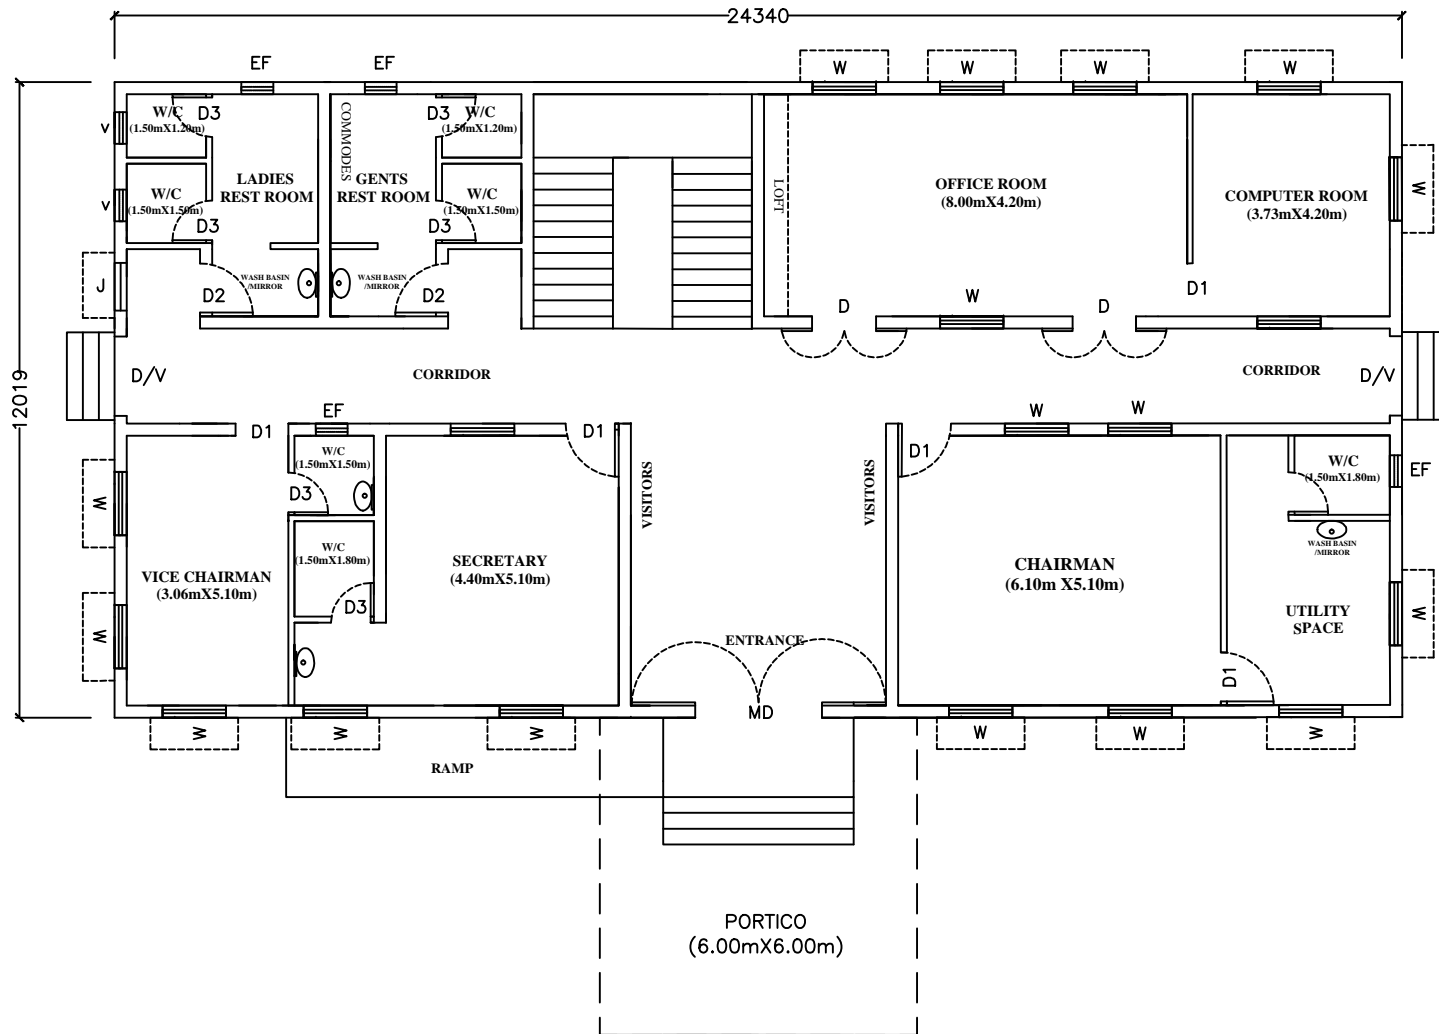 24340
EF
EF
W
W
W
W
W/C
(1.50mX1.20m)
D3
COMMODES
D3
W/C
(1.50mX1.20m)
V
LADIES
REST ROOM
GENTS
REST ROOM
W/C
(1.50mX1.50m)
D3
D3
W/C
(1.50mX1.50m)
V
LOFT
OFFICE ROOM
(8.00mX4.20m)
COMPUTER ROOM
(3.73mX4.20m)
W
J
D2
WASH BASIN
/MIRROR
WASH BASIN
/MIRROR
D2
D
W
D
D1
12019
D/V
CORRIDOR
CORRIDOR
D/V
D1
EF
D1
W
W
D1
W/C
(1.50mX1.50m)
D3
VISITORS
VISITORS
W/C
(1.50mX1.80m)
EF
W
WASH BASIN
/MIRROR
W/C
(1.50mX1.80m)
D3
VICE CHAIRMAN
(3.06mX5.10m)
SECRETARY
(4.40mX5.10m)
CHAIRMAN
(6.10m X5.10m)
UTILITY
SPACE
W
W
ENTRANCE
D1
MD
W
W
W
W
W
W
RAMP
PORTICO
(6.00mX6.00m)